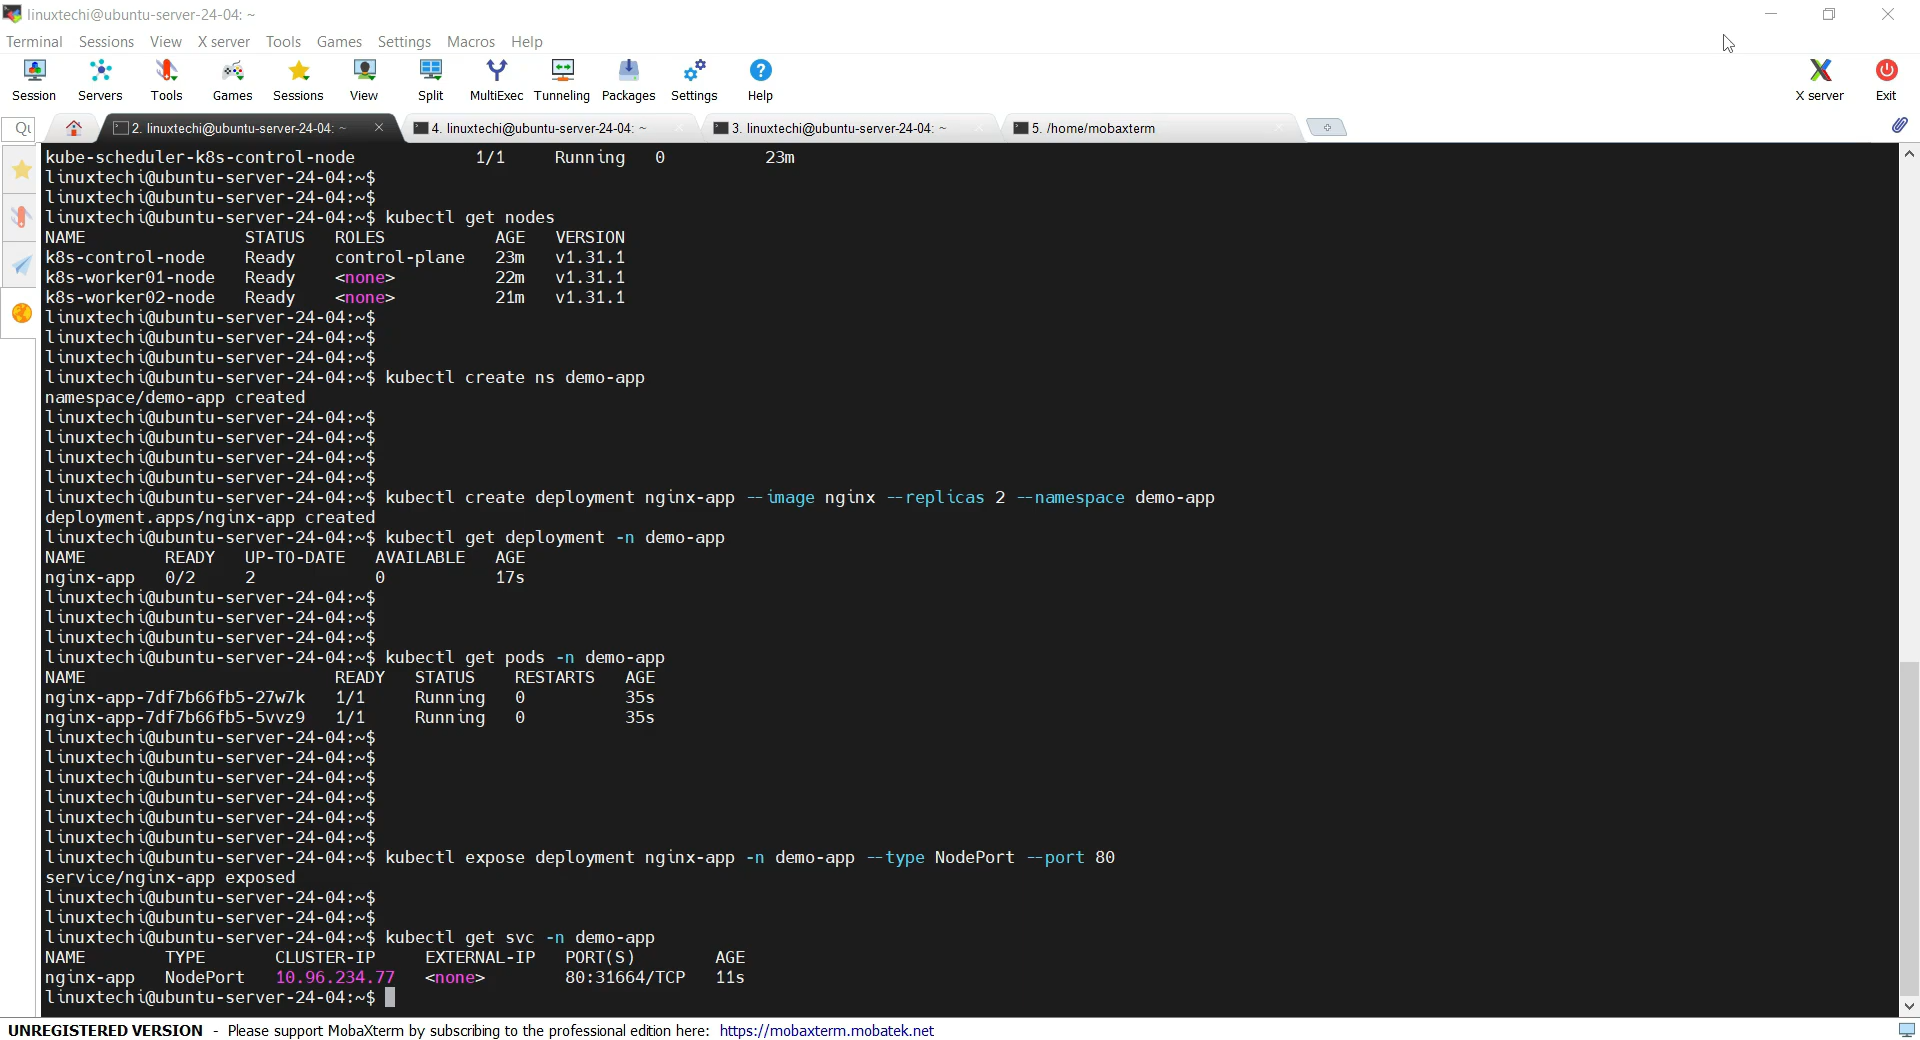 linuxtechi@ubuntu-server-24-04: ~
Terminal Sessions View X server Tools Games Settings Macros Help
Session Servers Tools Games Sessions View Split MultiExec Tunneling Packages Settings Help X server Exit
Qu 2. linuxtechi@ubuntu-server-24-04: ~ 4. linuxtechi@ubuntu-server-24-04: ~ 3. linuxtechi@ubuntu-server-24-04: ~ 5. /home/mobaxterm
kube-scheduler-k8s-control-node 1/1 Running 0 23m
linuxtechi@ubuntu-server-24-04:~$
linuxtechi@ubuntu-server-24-04:~$
linuxtechi@ubuntu-server-24-04:~$ kubectl get nodes
NAME STATUS ROLES AGE VERSION
k8s-control-node Ready control-plane 23m v1.31.1
k8s-worker01-node Ready <none> 22m v1.31.1
k8s-worker02-node Ready <none> 21m v1.31.1
linuxtechi@ubuntu-server-24-04:~$
linuxtechi@ubuntu-server-24-04:~$
linuxtechi@ubuntu-server-24-04:~$
linuxtechi@ubuntu-server-24-04:~$ kubectl create ns demo-app
namespace/demo-app created
linuxtechi@ubuntu-server-24-04:~$
linuxtechi@ubuntu-server-24-04:~$
linuxtechi@ubuntu-server-24-04:~$
linuxtechi@ubuntu-server-24-04:~$
linuxtechi@ubuntu-server-24-04:~$ kubectl create deployment nginx-app --image nginx --replicas 2 --namespace demo-app
deployment.apps/nginx-app created
linuxtechi@ubuntu-server-24-04:~$ kubectl get deployment -n demo-app
NAME READY UP-TO-DATE AVAILABLE AGE
nginx-app 0/2 2 0 17s
linuxtechi@ubuntu-server-24-04:~$
linuxtechi@ubuntu-server-24-04:~$
linuxtechi@ubuntu-server-24-04:~$
linuxtechi@ubuntu-server-24-04:~$ kubectl get pods -n demo-app
NAME READY STATUS RESTARTS AGE
nginx-app-7df7b66fb5-27w7k 1/1 Running 0 35s
nginx-app-7df7b66fb5-5vvz9 1/1 Running 0 35s
linuxtechi@ubuntu-server-24-04:~$
linuxtechi@ubuntu-server-24-04:~$
linuxtechi@ubuntu-server-24-04:~$
linuxtechi@ubuntu-server-24-04:~$
linuxtechi@ubuntu-server-24-04:~$
linuxtechi@ubuntu-server-24-04:~$
linuxtechi@ubuntu-server-24-04:~$ kubectl expose deployment nginx-app -n demo-app --type NodePort --port 80
service/nginx-app exposed
linuxtechi@ubuntu-server-24-04:~$
linuxtechi@ubuntu-server-24-04:~$
linuxtechi@ubuntu-server-24-04:~$ kubectl get svc -n demo-app
NAME TYPE CLUSTER-IP EXTERNAL-IP PORT(S) AGE
nginx-app NodePort 10.96.234.77 <none> 80:31664/TCP 11s
linuxtechi@ubuntu-server-24-04:~$
UNREGISTERED VERSION - Please support MobaXterm by subscribing to the professional edition here: https://mobaxterm.mobatek.net